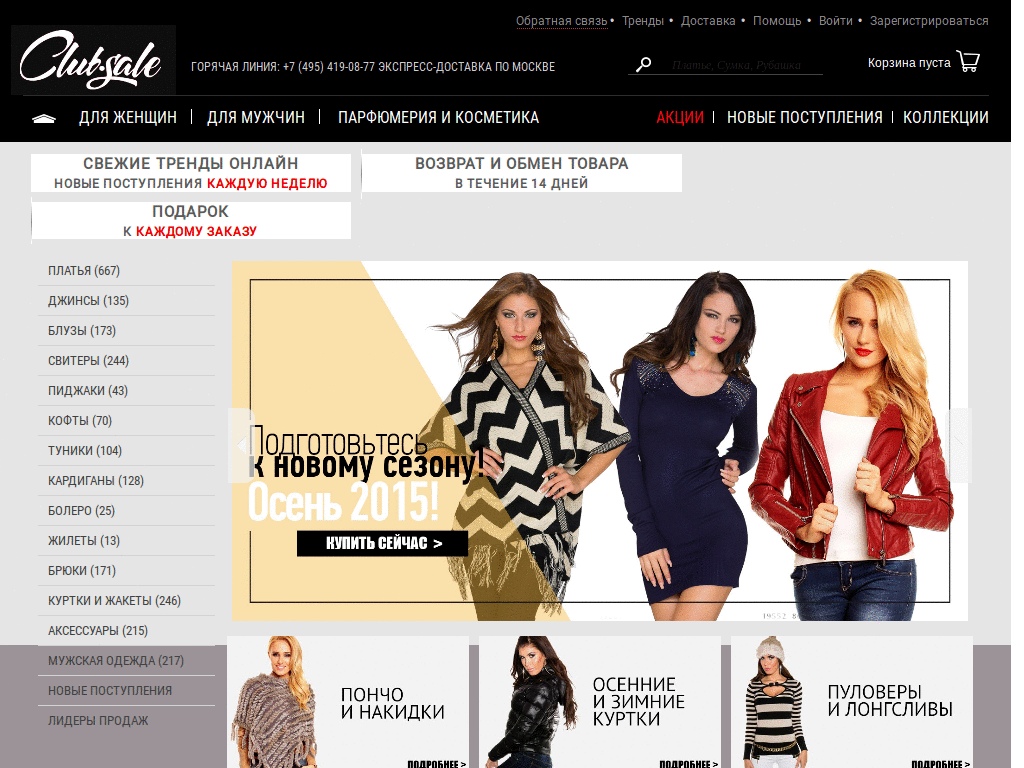 Обратная связь • Тренды • Доставка • Помощь • Войти • Зарегистрироваться
Club-Sale
ГОРЯЧАЯ ЛИНИЯ: +7 (495) 419-08-77 ЭКСПРЕСС-ДОСТАВКА ПО МОСКВЕ
Платье, Сумка, Рубашка
Корзина пуста
ДЛЯ ЖЕНЩИН | ДЛЯ МУЖЧИН | ПАРФЮМЕРИЯ И КОСМЕТИКА
АКЦИИ | НОВЫЕ ПОСТУПЛЕНИЯ | КОЛЛЕКЦИИ
СВЕЖИЕ ТРЕНДЫ ОНЛАЙН
НОВЫЕ ПОСТУПЛЕНИЯ КАЖДУЮ НЕДЕЛЮ
ВОЗВРАТ И ОБМЕН ТОВАРА
В ТЕЧЕНИЕ 14 ДНЕЙ
ПОДАРОК
К КАЖДОМУ ЗАКАЗУ
ПЛАТЬЯ (667)
ДЖИНСЫ (135)
БЛУЗЫ (173)
СВИТЕРЫ (244)
ПИДЖАКИ (43)
КОФТЫ (70)
ТУНИКИ (104)
КАРДИГАНЫ (128)
БОЛЕРО (25)
ЖИЛЕТЫ (13)
БРЮКИ (171)
КУРТКИ И ЖАКЕТЫ (246)
АКСЕССУАРЫ (215)
МУЖСКАЯ ОДЕЖДА (217)
НОВЫЕ ПОСТУПЛЕНИЯ
ЛИДЕРЫ ПРОДАЖ
Подготовьтесь
к новому сезону!
Осень 2015!
КУПИТЬ СЕЙЧАС >
ПОНЧО
И НАКИДКИ
ПОДРОБНЕЕ >
ОСЕННИЕ
И ЗИМНИЕ
КУРТКИ
ПОДРОБНЕЕ >
ПУЛОВЕРЫ
И ЛОНГСЛИВЫ
ПОДРОБНЕЕ >